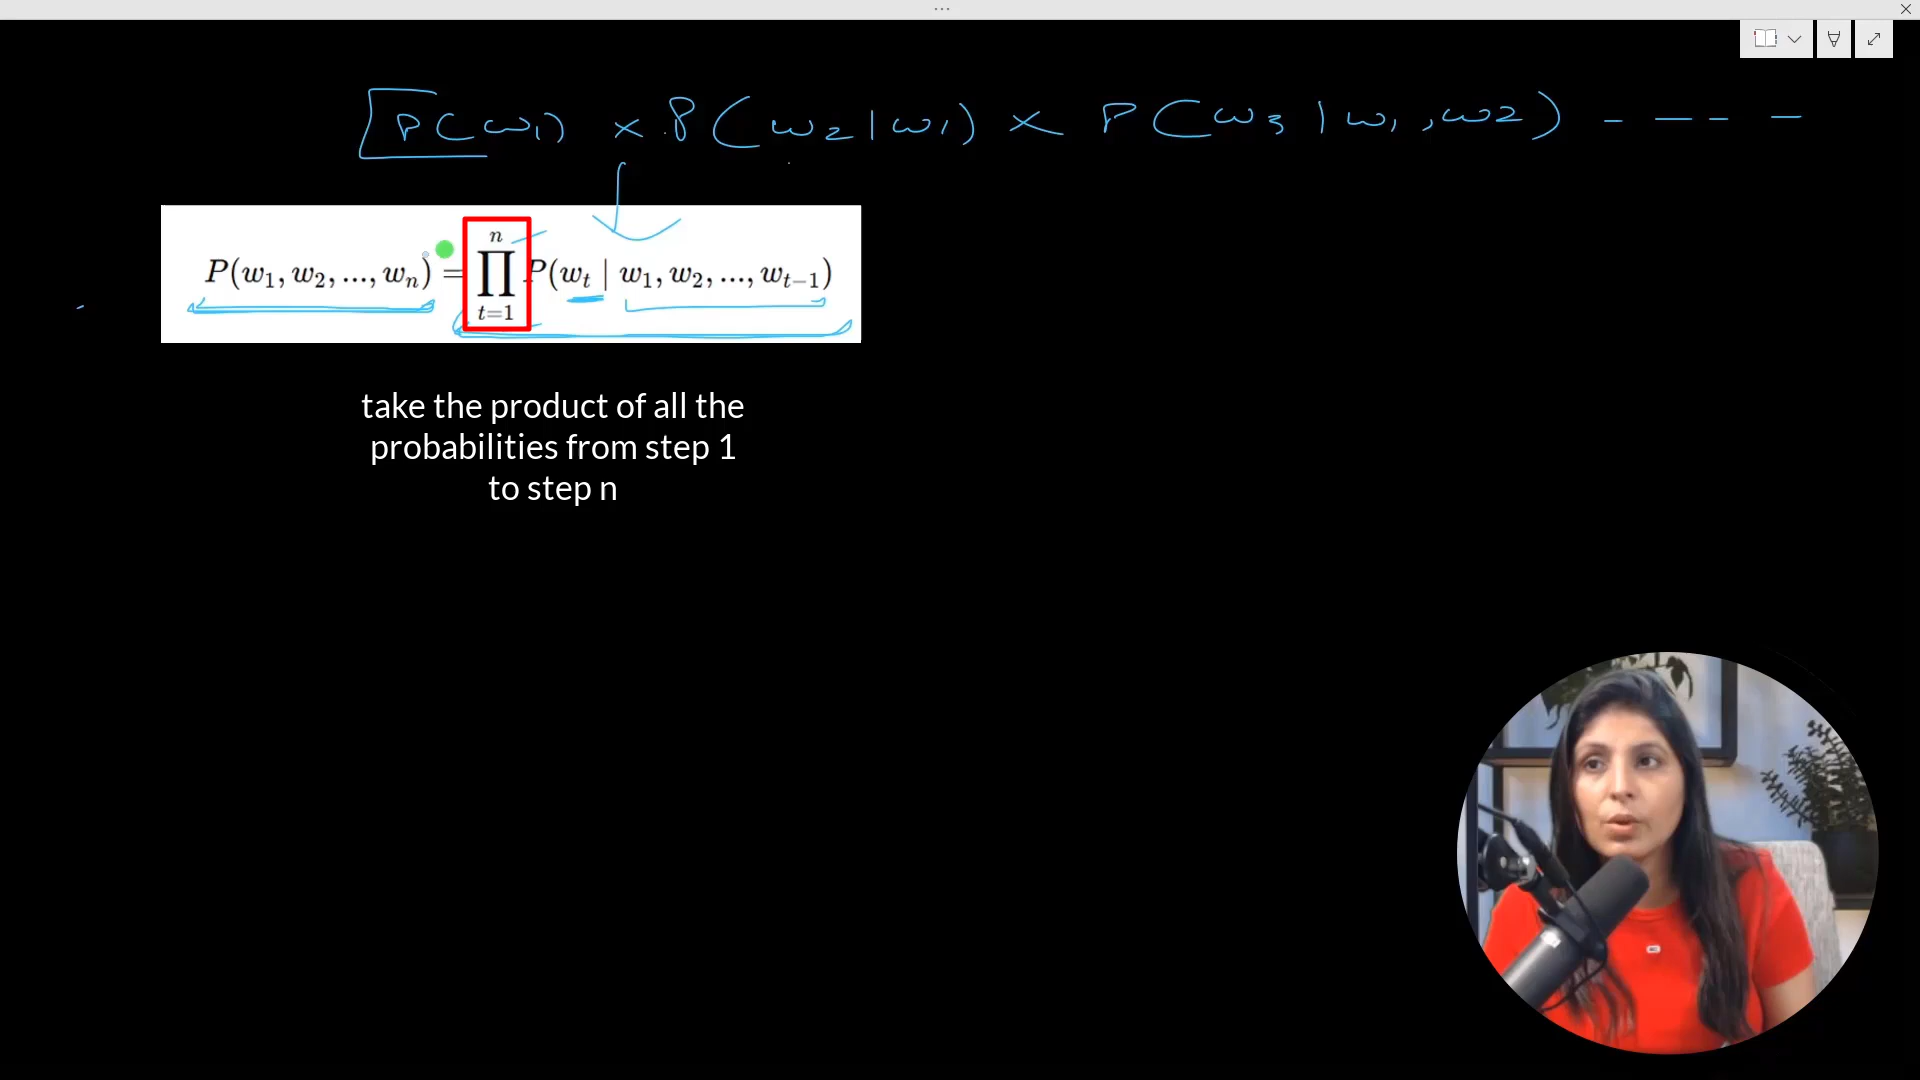 P(w1) × P(w2|w1) × P(w3|w1,w2) - - - -
P(w₁, w₂, ..., wₙ) = ∏ₜ₌₁ⁿ P(wₜ | w₁, w₂, ..., wₜ₋₁)
take the product of all the
probabilities from step 1
to step n